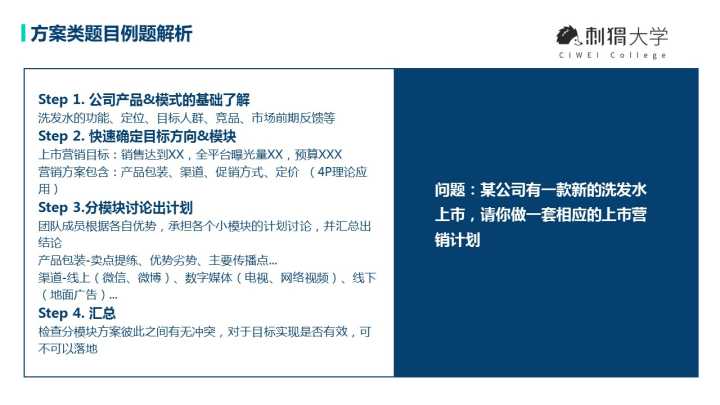 方案类题目例题解析
刺猬大学
CIWEI College
Step 1. 公司产品&模式的基础了解
洗发水的功能、定位、目标人群、竞品、市场前期反馈等
Step 2. 快速确定目标方向&模块
上市营销目标：销售达到XX，全平台曝光量XX，预算XXX
营销方案包含：产品包装、渠道、促销方式、定价 （4P理论应
用）
Step 3.分模块讨论出计划
团队成员根据各自优势，承担各个小模块的计划讨论，并汇总出
结论
产品包装-卖点提练、优势劣势、主要传播点...
渠道-线上（微信、微博）、数字媒体（电视、网络视频）、线下
（地面广告）...
Step 4. 汇总
检查分模块方案彼此之间有无冲突，对于目标实现是否有效，可
不可以落地
问题：某公司有一款新的洗发水
上市，请你做一套相应的上市营
销计划